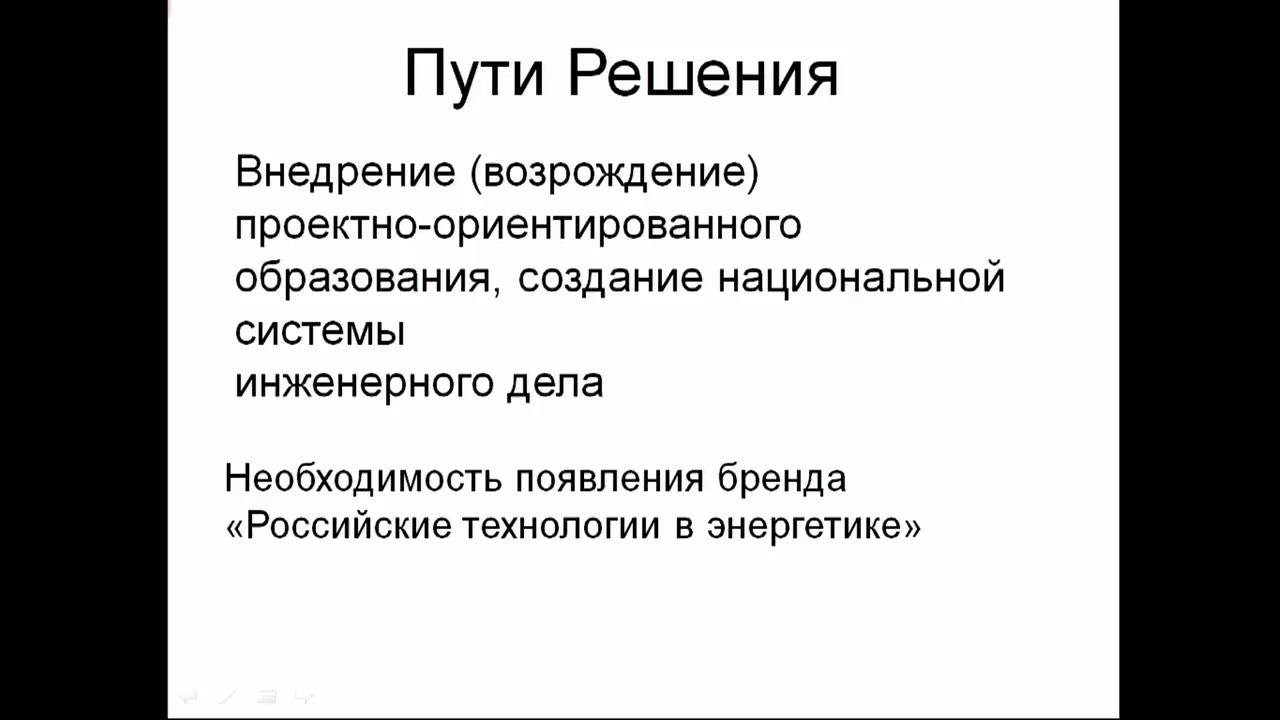 Пути Решения
Внедрение (возрождение)
проектно-ориентированного
образования, создание национальной
системы
инженерного дела
Необходимость появления бренда
«Российские технологии в энергетике»